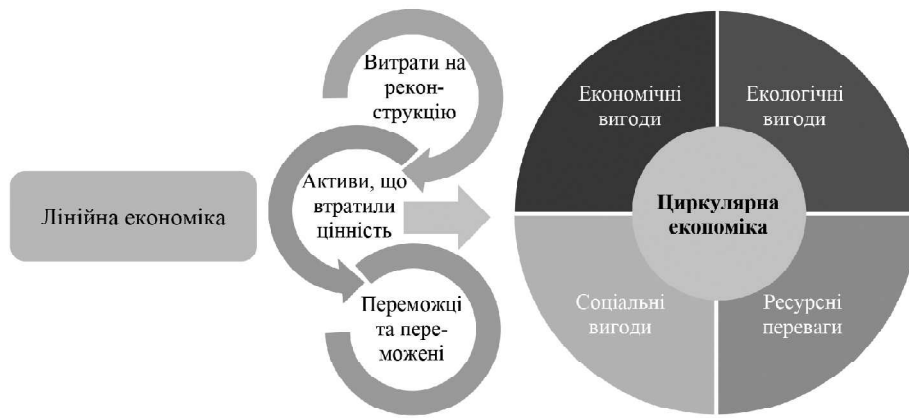 Лінійна економіка
Витрати на
рекон-
струкцію
Активи, що
втратили
цінність
Переможці
та пере-
можені
Економічні
вигоди
Екологічні
вигоди
Циркулярна
економіка
Соціальні
вигоди
Ресурсні
переваги